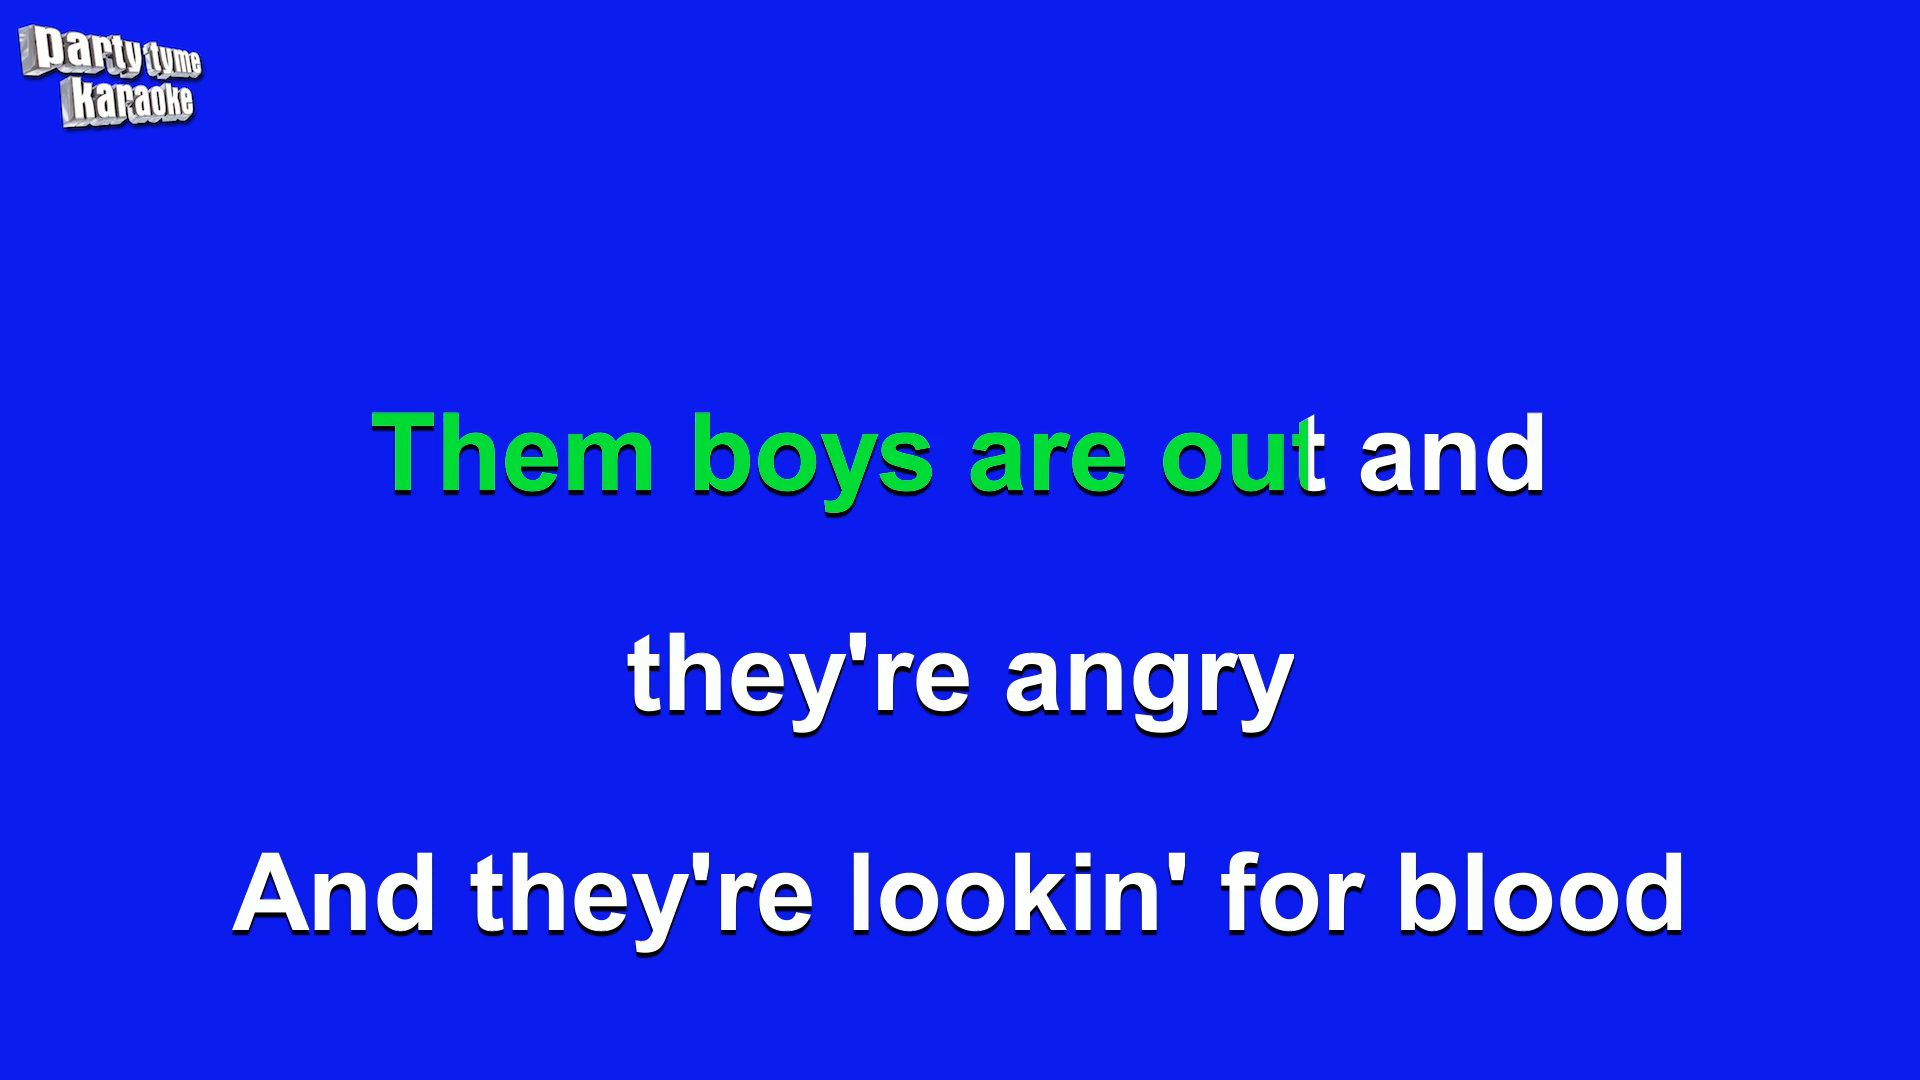 party tyme
karaoke
Them boys are out and
they're angry
And they're lookin' for blood